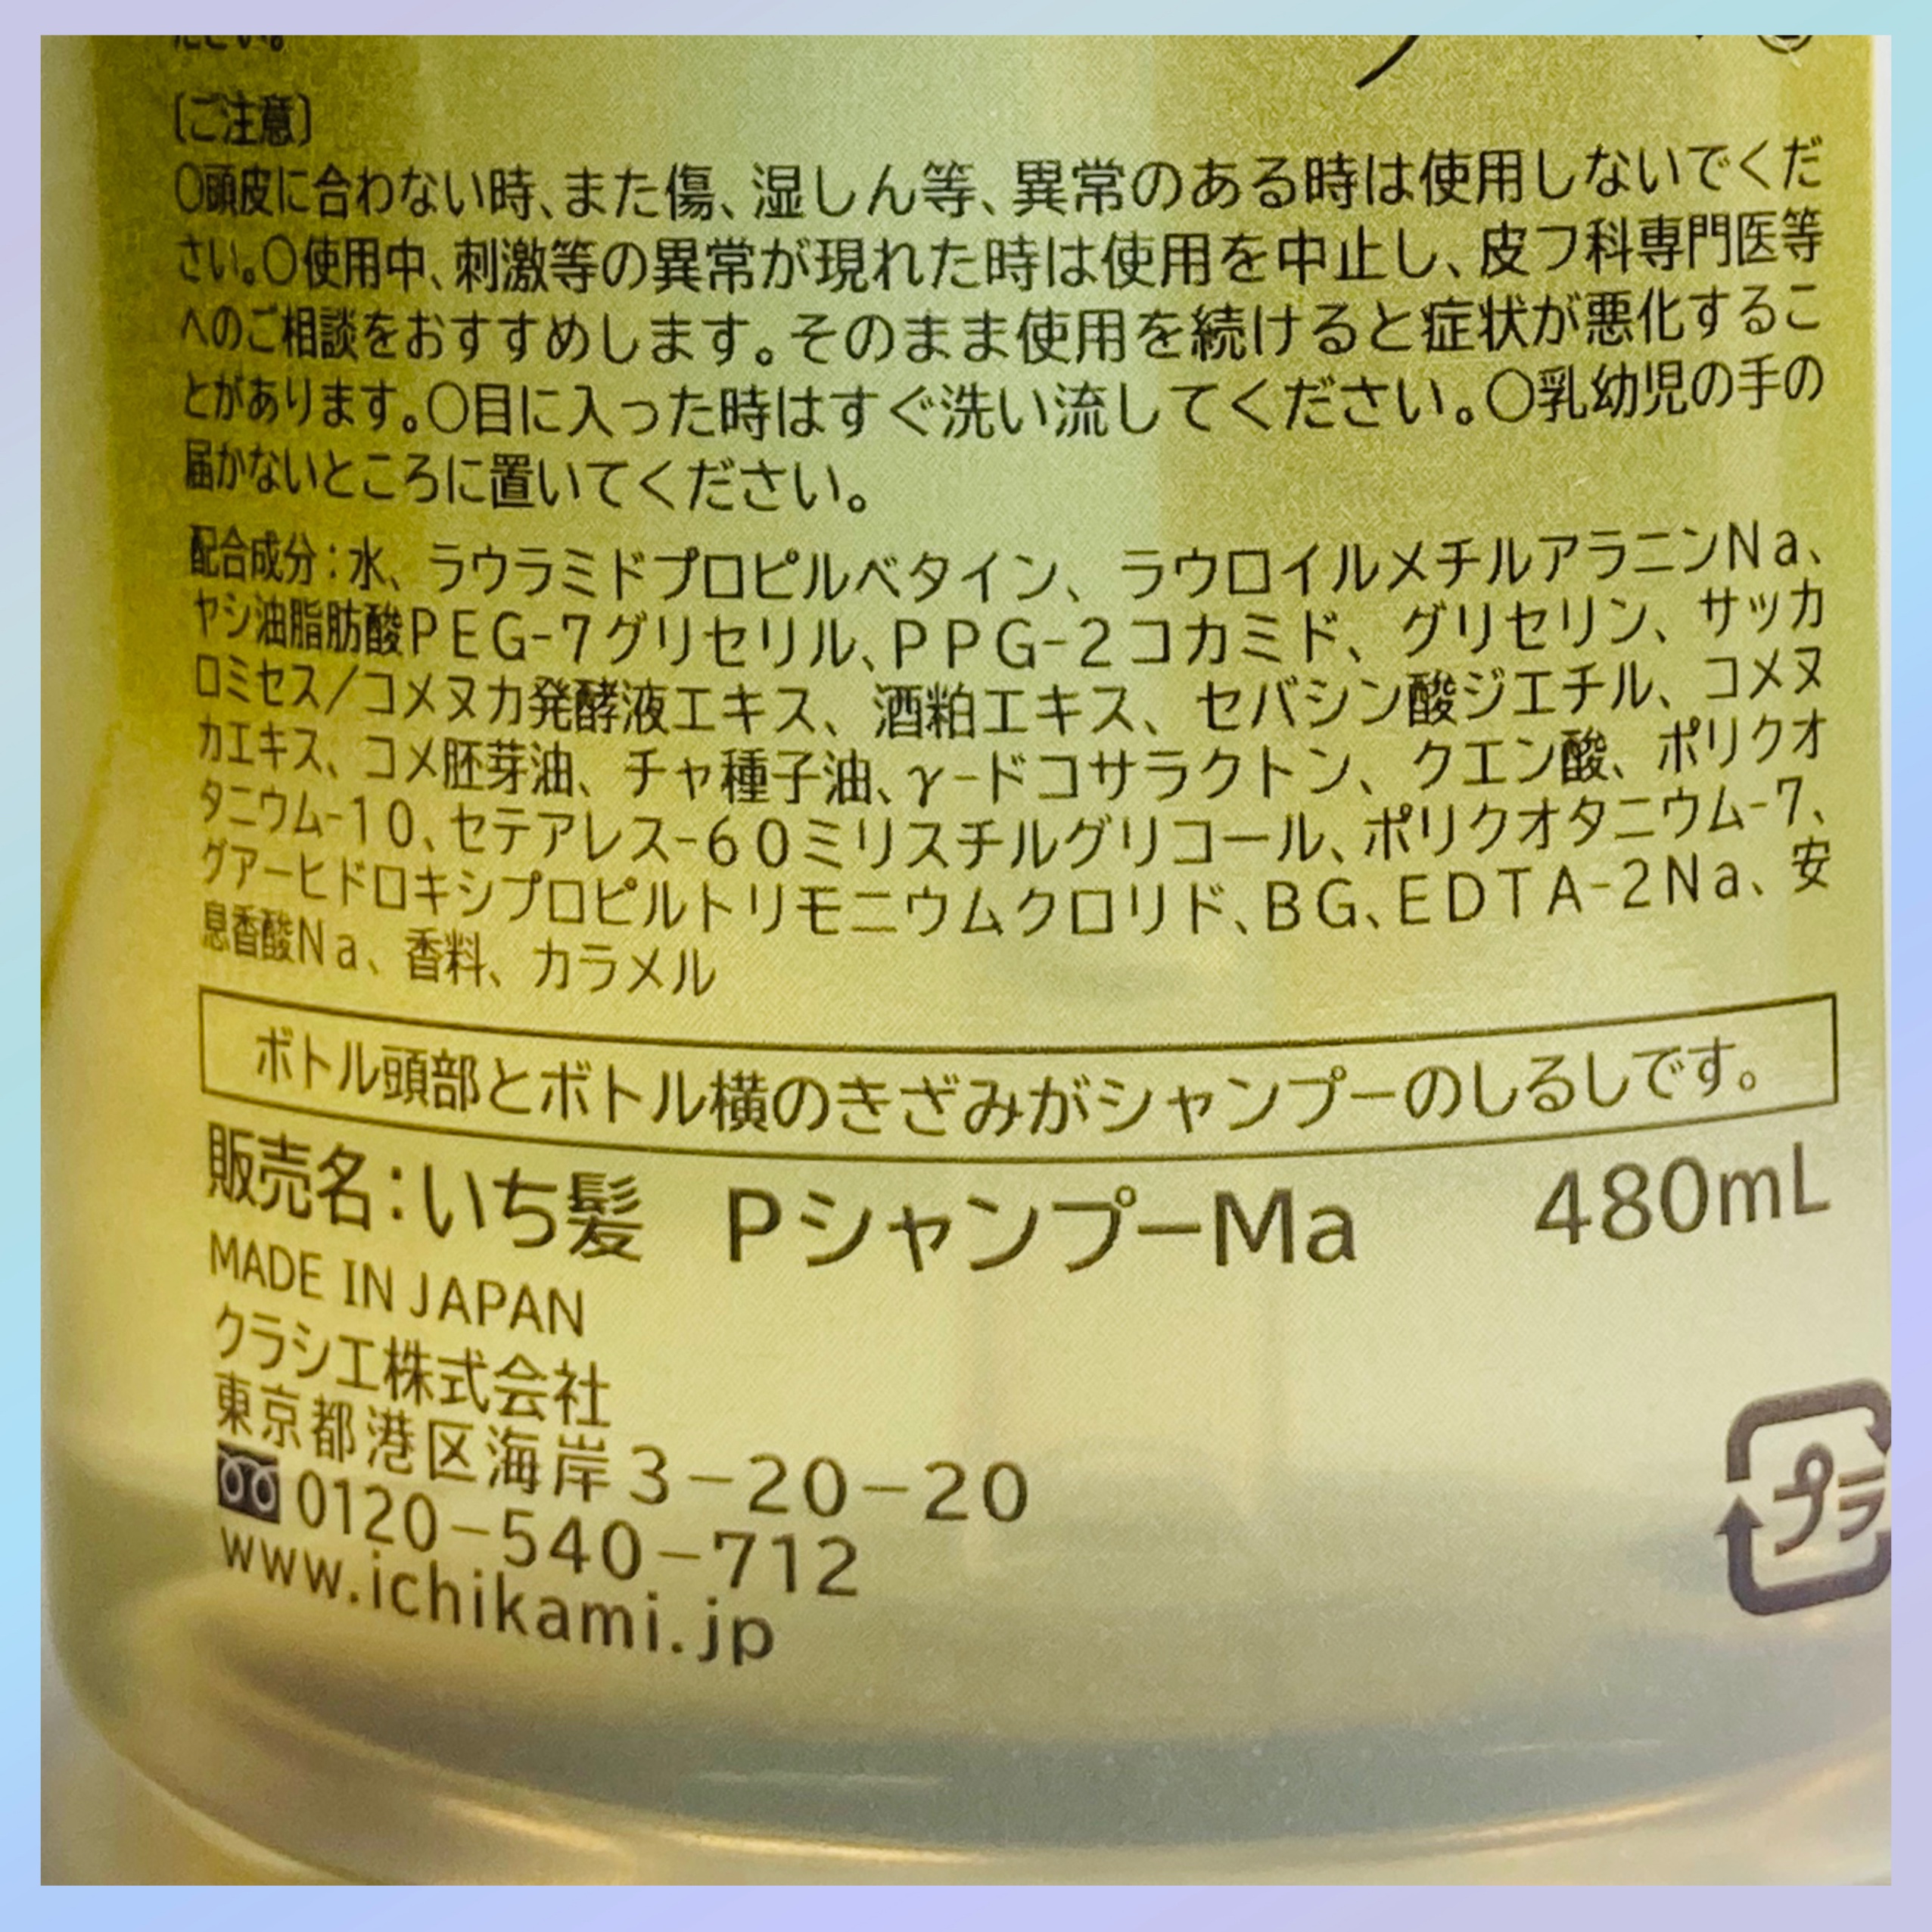 ださい。
〔ご注意〕
○頭皮に合わない時、また傷、湿しん等、異常のある時は使用しないでくだ
さい。○使用中、刺激等の異常が現れた時は使用を中止し、皮フ科専門医等
へのご相談をおすすめします。そのまま使用を続けると症状が悪化するこ
とがあります。○目に入った時はすぐ洗い流してください。○乳幼児の手の
届かないところに置いてください。
配合成分：水、ラウラミドプロピルベタイン、ラウロイルメチルアラニンNa、
ヤシ油脂肪酸PEG-7グリセリル、PPG-2コカミド、グリセリン、サッカ
ロミセス／コメヌカ発酵液エキス、酒粕エキス、セバシン酸ジエチル、コメヌ
カエキス、コメ胚芽油、チャ種子油、γ-ドコサラクトン、クエン酸、ポリクオ
タニウム-10、セテアレス-60ミリスチルグリコール、ポリクオタニウム-7、
グアーヒドロキシプロピルトリモニウムクロリド、BG、EDTA-2Na、安
息香酸Na、香料、カラメル
ボトル頭部とボトル横のきざみがシャンプーのしるしです。
販売名：いち髪 PシャンプーMa 480mL
MADE IN JAPAN
クラシエ株式会社
東京都港区海岸3-20-20
0120-540-712
www.ichikami.jp
プラ